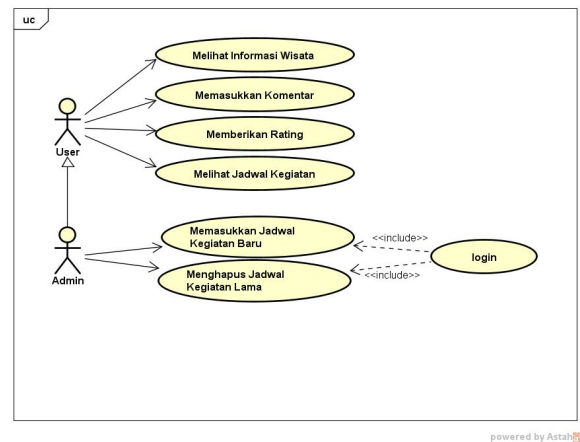 uc
Melihat Informasi Wisata
Memasukkan Komentar
Memberikan Rating
User
Melihat Jadwal Kegiatan
Memasukkan Jadwal
Kegiatan Baru
<<include>>
login
Admin
Menghapus Jadwal
Kegiatan Lama
<<include>>
powered by Astah